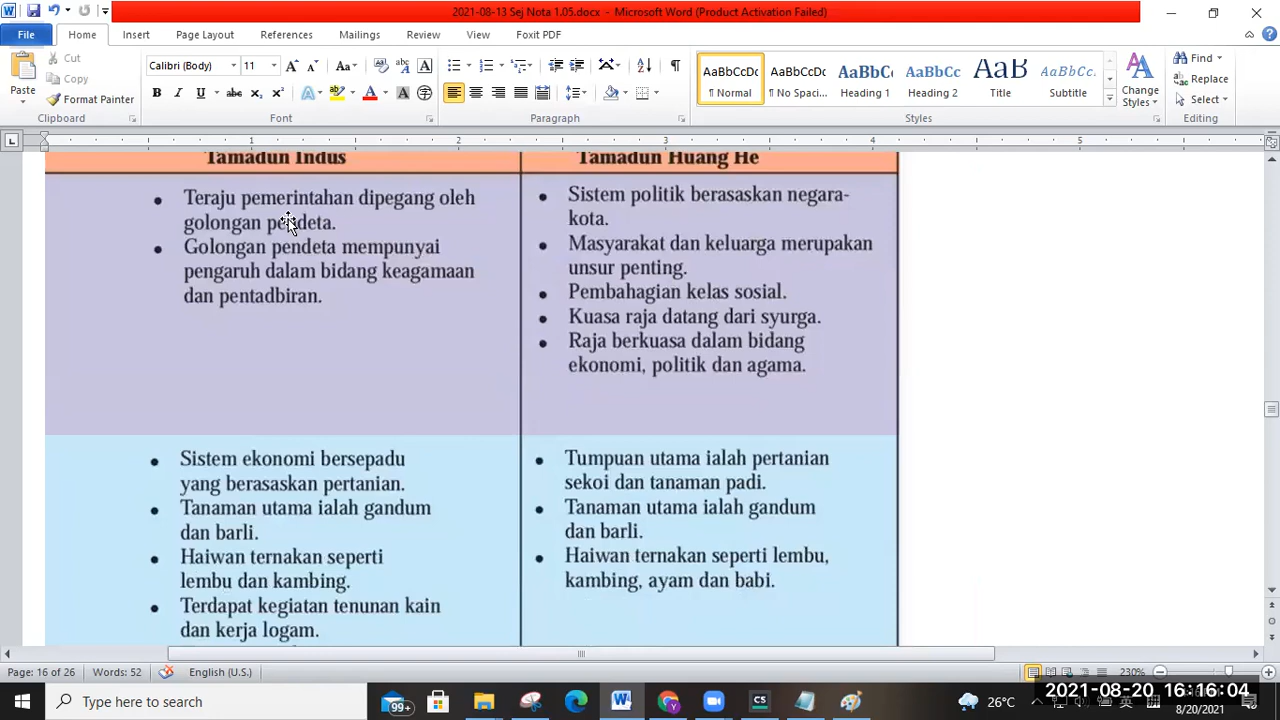 2021-08-13 Sej Nota 1.05.docx - Microsoft Word (Product Activation Failed)
File Home Insert Page Layout References Mailings Review View Foxit PDF
Cut
Copy
Format Painter
Paste
Clipboard
Calibri (Body) 11
Font
Paragraph
AaBbCcDc AaBbCcDc AaBbC AaBbCc AaB AaBbCc.
¶ Normal ¶ No Spaci... Heading 1 Heading 2 Title Subtitle
Styles
Change
Styles
Find
Replace
Select
Editing
1 2 3 4 5
Tamadun Indus
Teraju pemerintahan dipegang oleh
golongan pendeta.
Golongan pendeta mempunyai
pengaruh dalam bidang keagamaan
dan pentadbiran.
Sistem ekonomi bersepadu
yang berasaskan pertanian.
Tanaman utama ialah gandum
dan barli.
Haiwan ternakan seperti
lembu dan kambing.
Terdapat kegiatan tenunan kain
dan kerja logam.
Tamadun Huang He
Sistem politik berasaskan negara-
kota.
Masyarakat dan keluarga merupakan
unsur penting.
Pembahagian kelas sosial.
Kuasa raja datang dari syurga.
Raja berkuasa dalam bidang
ekonomi, politik dan agama.
Tumpuan utama ialah pertanian
sekoi dan tanaman padi.
Tanaman utama ialah gandum
dan barli.
Haiwan ternakan seperti lembu,
kambing, ayam dan babi.
Page: 16 of 26 Words: 52 English (U.S.) 230%
Type here to search
99+
26°C
2021-08-20 16:16:04
8/20/2021